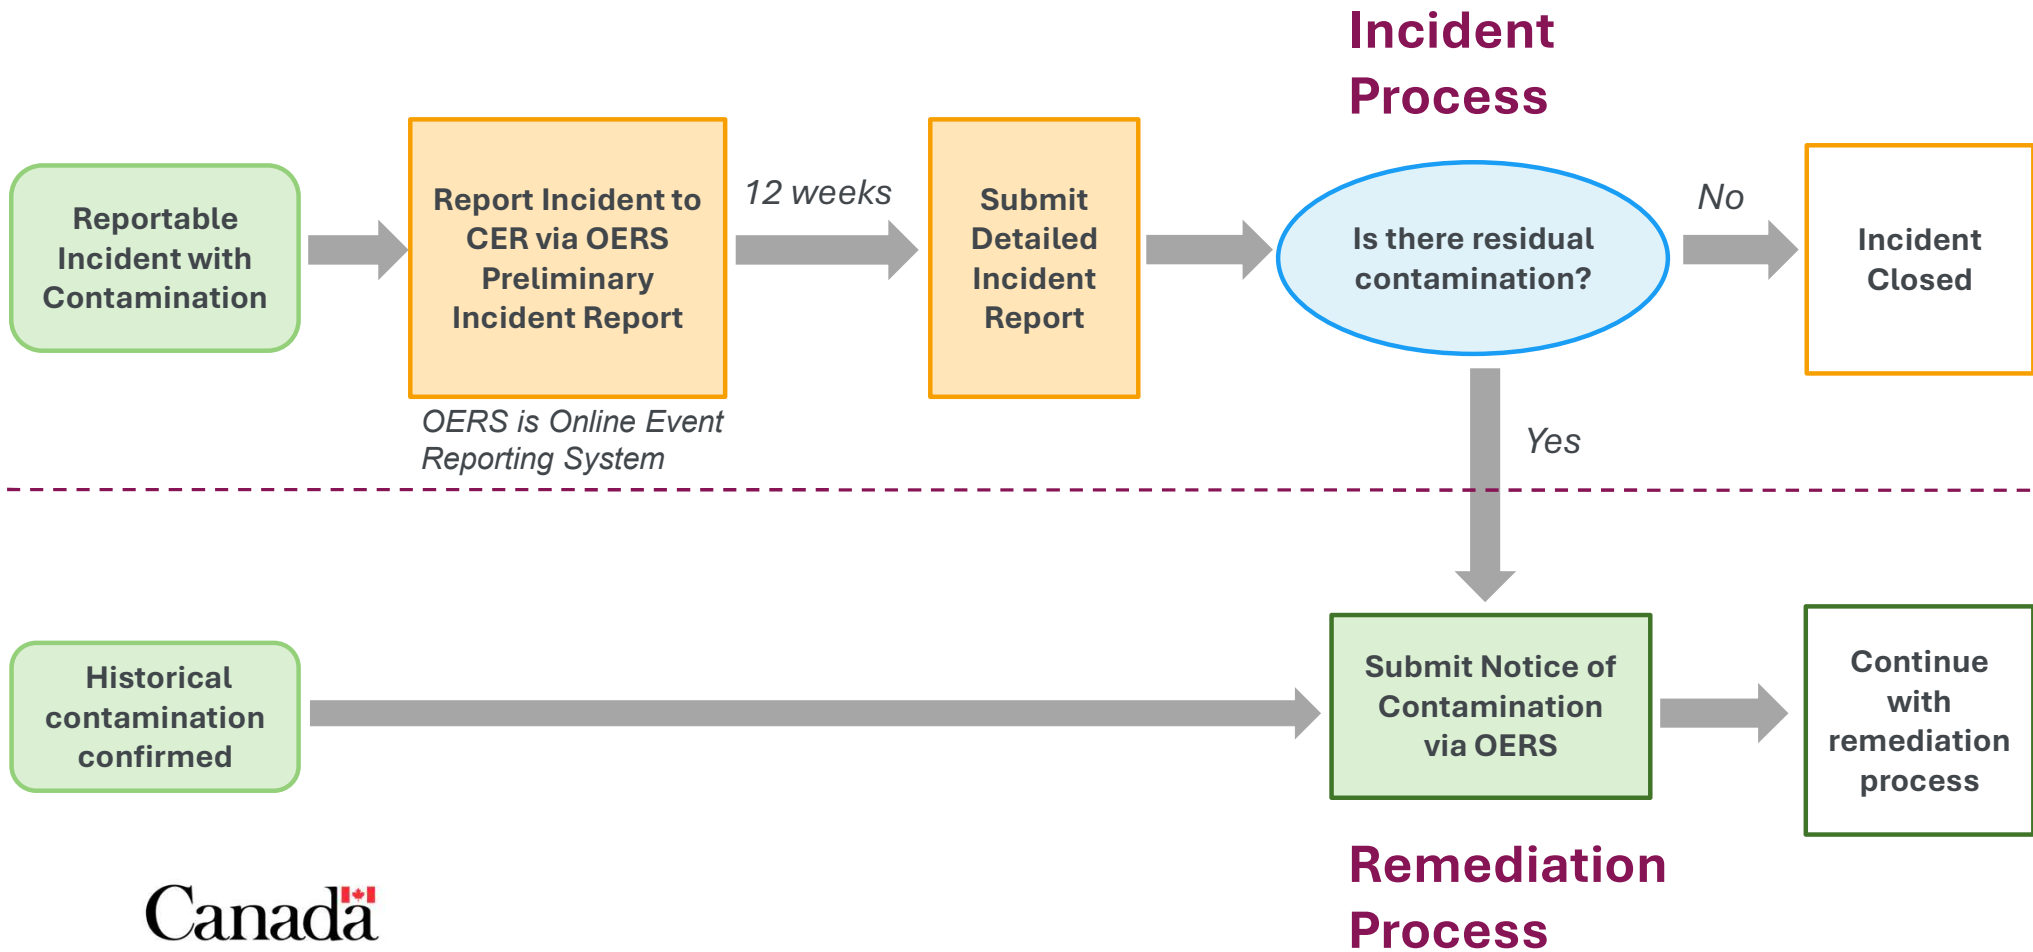 Incident
Process
Reportable
Incident with
Contamination
Report Incident to
CER via OERS
Preliminary
Incident Report
12 weeks
Submit
Detailed
Incident
Report
Is there residual
contamination?
No
Incident
Closed
OERS is Online Event
Reporting System
Yes
Historical
contamination
confirmed
Submit Notice of
Contamination
via OERS
Continue
with
remediation
process
Remediation
Process
Canada